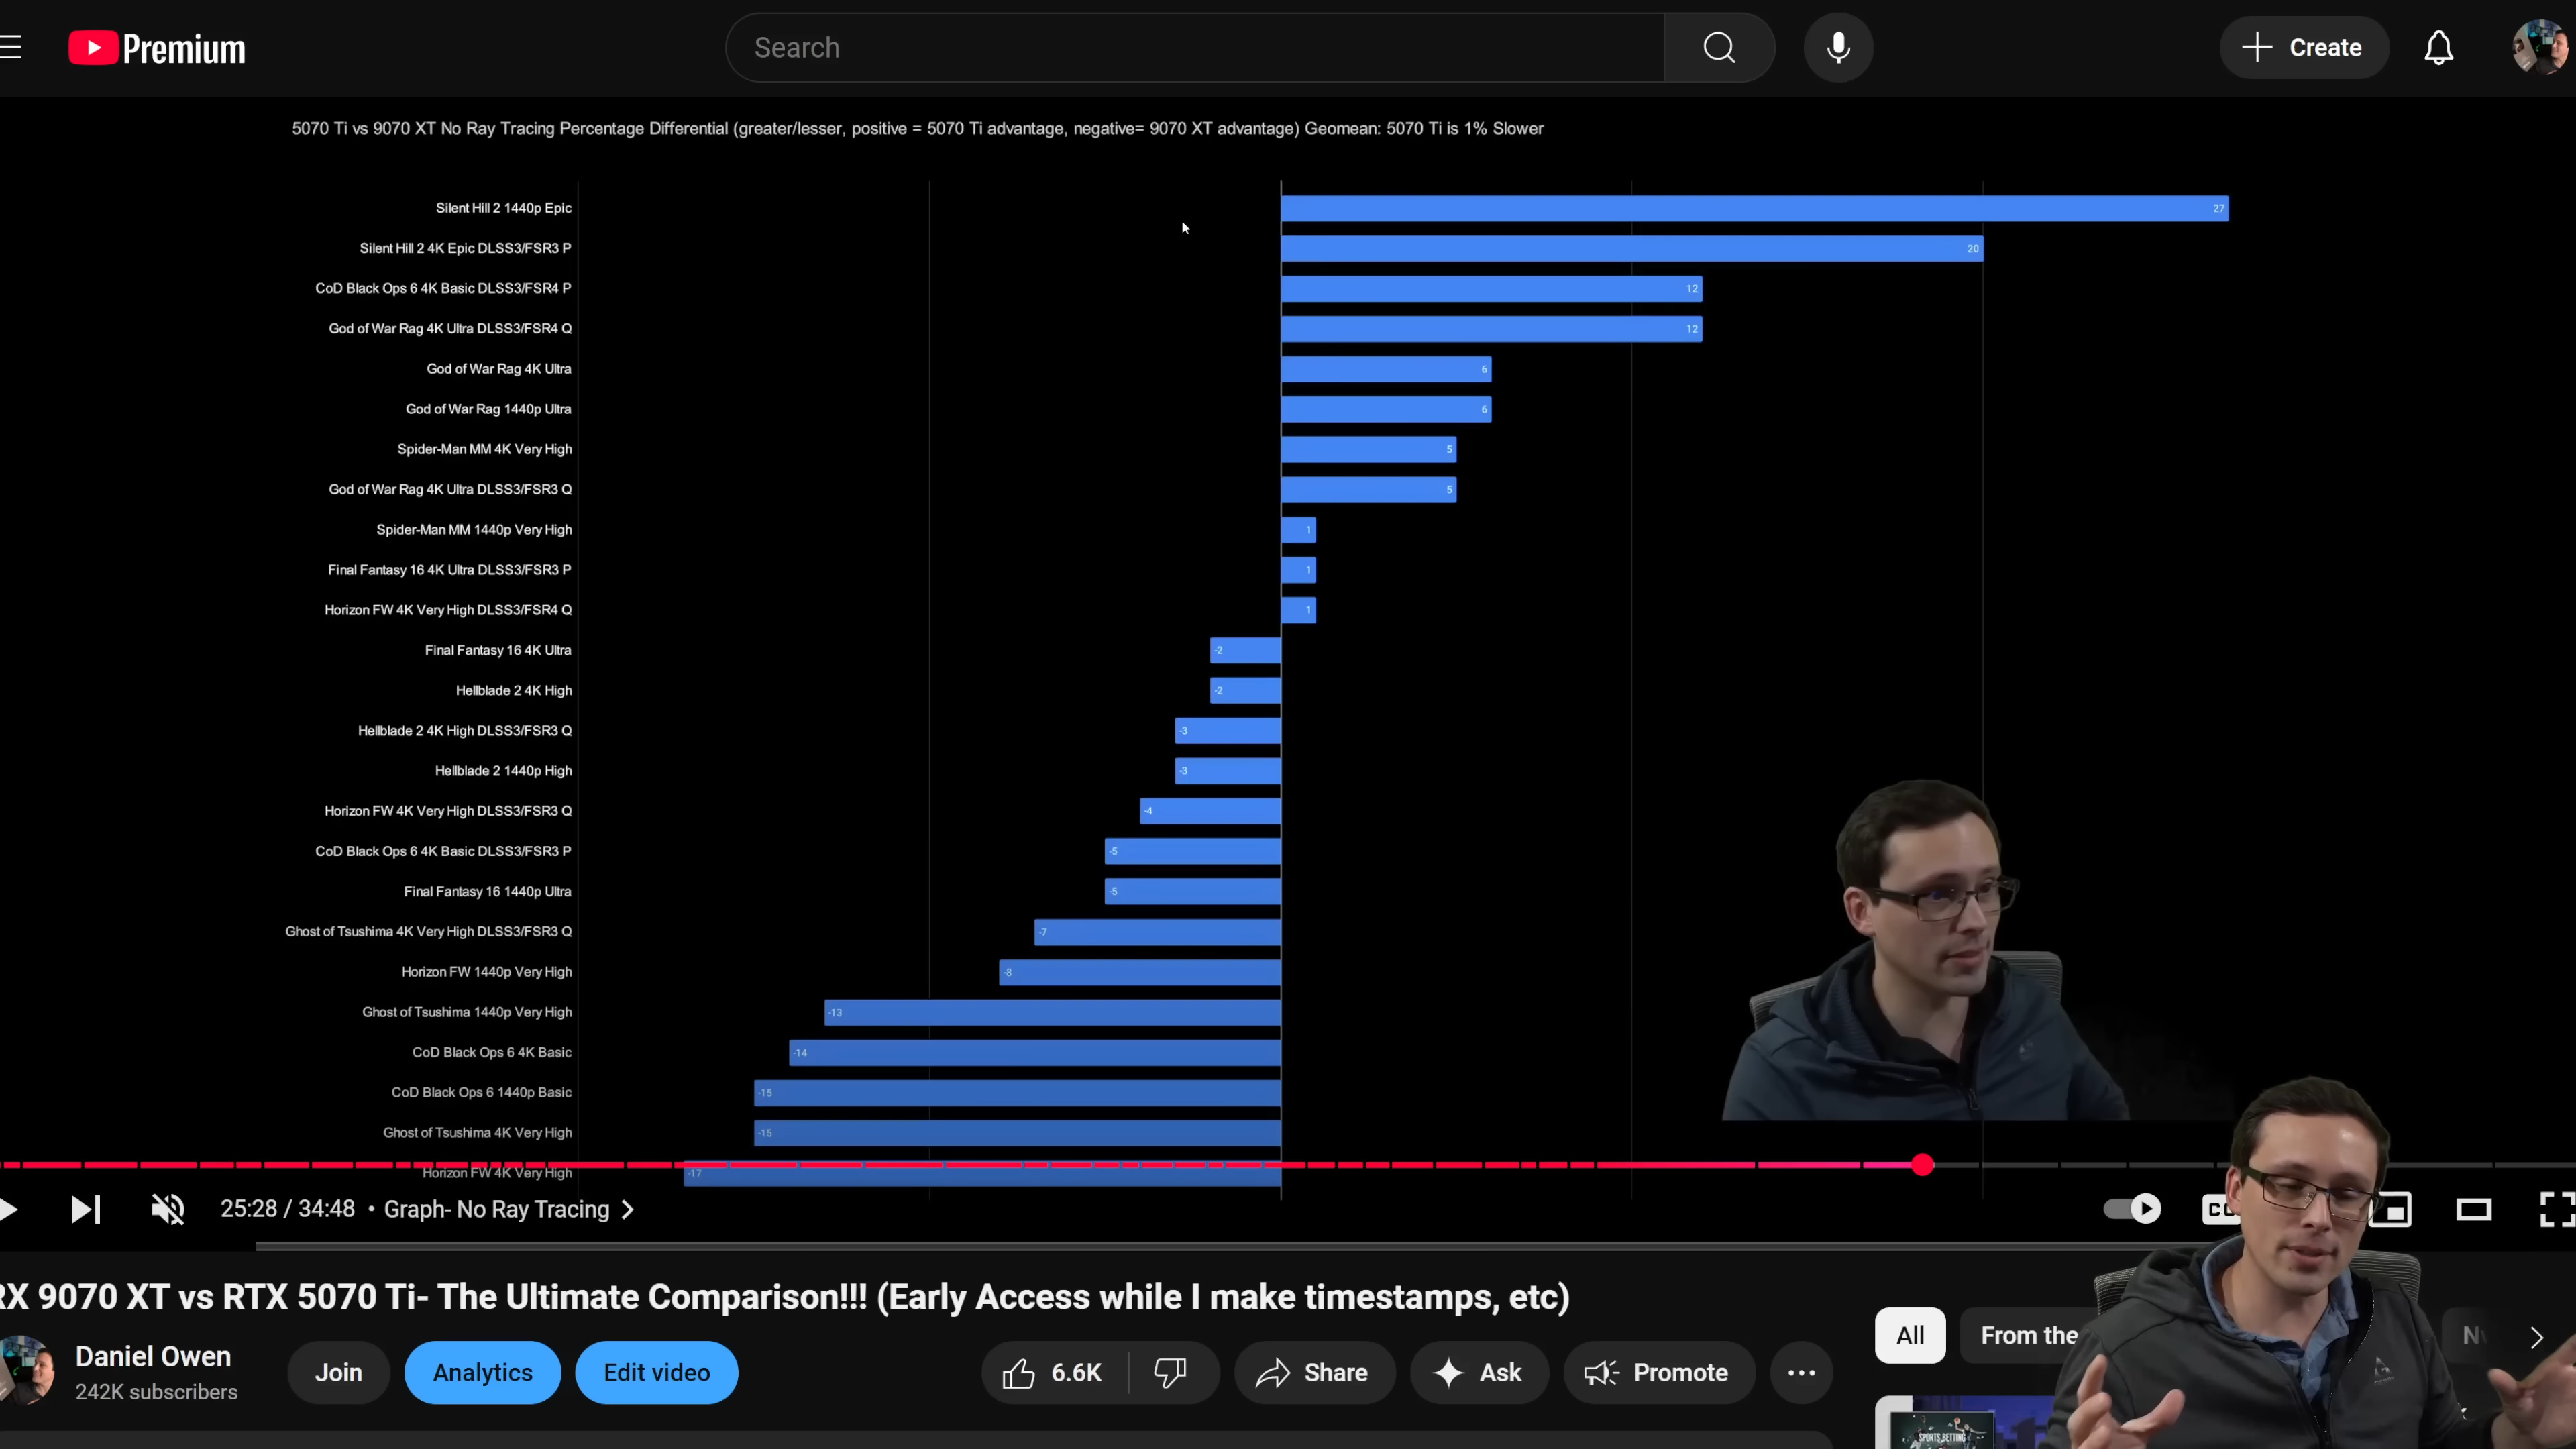 Premium
Search
Create
5070 Ti vs 9070 XT No Ray Tracing Percentage Differential (greater/lesser, positive = 5070 Ti advantage, negative= 9070 XT advantage) Geomean: 5070 Ti is 1% Slower
Silent Hill 2 1440p Epic 27
Silent Hill 2 4K Epic DLSS3/FSR3 P 20
CoD Black Ops 6 4K Basic DLSS3/FSR4 P 12
God of War Rag 4K Ultra DLSS3/FSR4 Q 12
God of War Rag 4K Ultra 6
God of War Rag 1440p Ultra 6
Spider-Man MM 4K Very High 5
God of War Rag 4K Ultra DLSS3/FSR3 Q 5
Spider-Man MM 1440p Very High 1
Final Fantasy 16 4K Ultra DLSS3/FSR3 P 1
Horizon FW 4K Very High DLSS3/FSR4 Q 1
Final Fantasy 16 4K Ultra -2
Hellblade 2 4K High -2
Hellblade 2 4K High DLSS3/FSR3 Q -3
Hellblade 2 1440p High -3
Horizon FW 4K Very High DLSS3/FSR3 Q -4
CoD Black Ops 6 4K Basic DLSS3/FSR3 P -5
Final Fantasy 16 1440p Ultra -5
Ghost of Tsushima 4K Very High DLSS3/FSR3 Q -7
Horizon FW 1440p Very High -8
Ghost of Tsushima 1440p Very High -13
CoD Black Ops 6 4K Basic -14
CoD Black Ops 6 1440p Basic -15
Ghost of Tsushima 4K Very High -15
Horizon FW 4K Very High -17
25:28 / 34:48 • Graph- No Ray Tracing
RX 9070 XT vs RTX 5070 Ti- The Ultimate Comparison!!! (Early Access while I make timestamps, etc)
Daniel Owen
242K subscribers
Join
Analytics
Edit video
6.6K
Share
Ask
Promote
All
From the
SPORTS BETTING